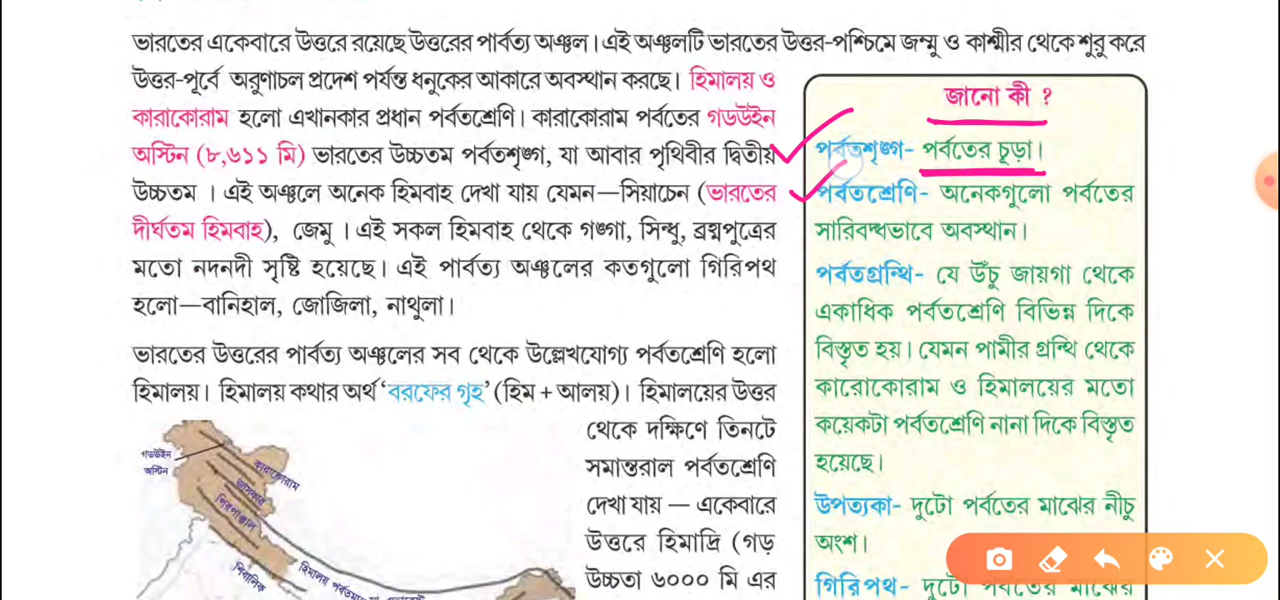 ভারতের একেবারে উত্তরে রয়েছে উত্তরের পার্বত্য অঞ্চল। এই অঞ্চলটি ভারতের উত্তর-পশ্চিমে জম্মু ও কাশ্মীর থেকে শুরু করে
উত্তর-পূর্বে অরুণাচল প্রদেশ পর্যন্ত ধনুকের আকারে অবস্থান করছে। হিমালয় ও
কারাকোরাম হলো এখানকার প্রধান পর্বতশ্রেণি। কারাকোরাম পর্বতের গডউইন
অস্টিন (৮,৬১১ মি) ভারতের উচ্চতম পর্বতশৃঙ্গ, যা আবার পৃথিবীর দ্বিতীয়
উচ্চতম । এই অঞ্চলে অনেক হিমবাহ দেখা যায় যেমন—সিয়াচেন (ভারতের
দীর্ঘতম হিমবাহ), জেমু । এই সকল হিমবাহ থেকে গঙ্গা, সিন্ধু, ব্রহ্মপুত্রের
মতো নদনদী সৃষ্টি হয়েছে। এই পার্বত্য অঞ্চলের কতগুলো গিরিপথ
হলো—বানিহাল, জোজিলা, নাথুলা।
ভারতের উত্তরের পার্বত্য অঞ্চলের সব থেকে উল্লেখযোগ্য পর্বতশ্রেণি হলো
হিমালয়। হিমালয় কথার অর্থ ‘বরফের গৃহ’ (হিম + আলয়)। হিমালয়ের উত্তর
থেকে দক্ষিণে তিনটে
সমান্তরাল পর্বতশ্রেণি
দেখা যায় — একেবারে
উত্তরে হিমাদ্রি (গড়
উচ্চতা ৬০০০ মি এর
গডউইন
অস্টিন
কারাকোরাম
লাদাখ
জাসকার
পিরপাঞ্জাল
শিবালিক
জানো কী ?
পর্বতশৃঙ্গ- পর্বতের চূড়া।
পর্বতশ্রেণি- অনেকগুলো পর্বতের
সারিবদ্ধভাবে অবস্থান।
পর্বতগ্রন্থি- যে উঁচু জায়গা থেকে
একাধিক পর্বতশ্রেণি বিভিন্ন দিকে
বিস্তৃত হয়। যেমন পামীর গ্রন্থি থেকে
কারোকোরাম ও হিমালয়ের মতো
কয়েকটা পর্বতশ্রেণি নানা দিকে বিস্তৃত
হয়েছে।
উপত্যকা- দুটো পর্বতের মাঝের নীচু
অংশ।
গিরিপথ- দুটো পর্বতের মাঝের